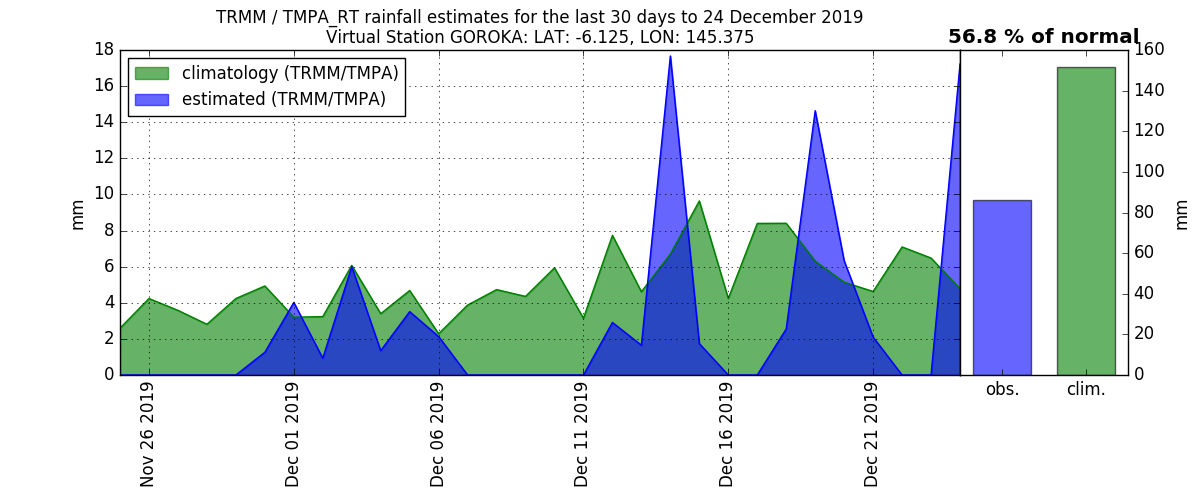 TRMM / TMPA_RT rainfall estimates for the last 30 days to 24 December 2019
Virtual Station GOROKA: LAT: -6.125, LON: 145.375
56.8 % of normal
climatology (TRMM/TMPA)
estimated (TRMM/TMPA)
18
16
14
12
10
8
6
4
2
0
mm
Nov 26 2019
Dec 01 2019
Dec 06 2019
Dec 11 2019
Dec 16 2019
Dec 21 2019
obs.
clim.
160
140
120
100
80
60
40
20
0
mm